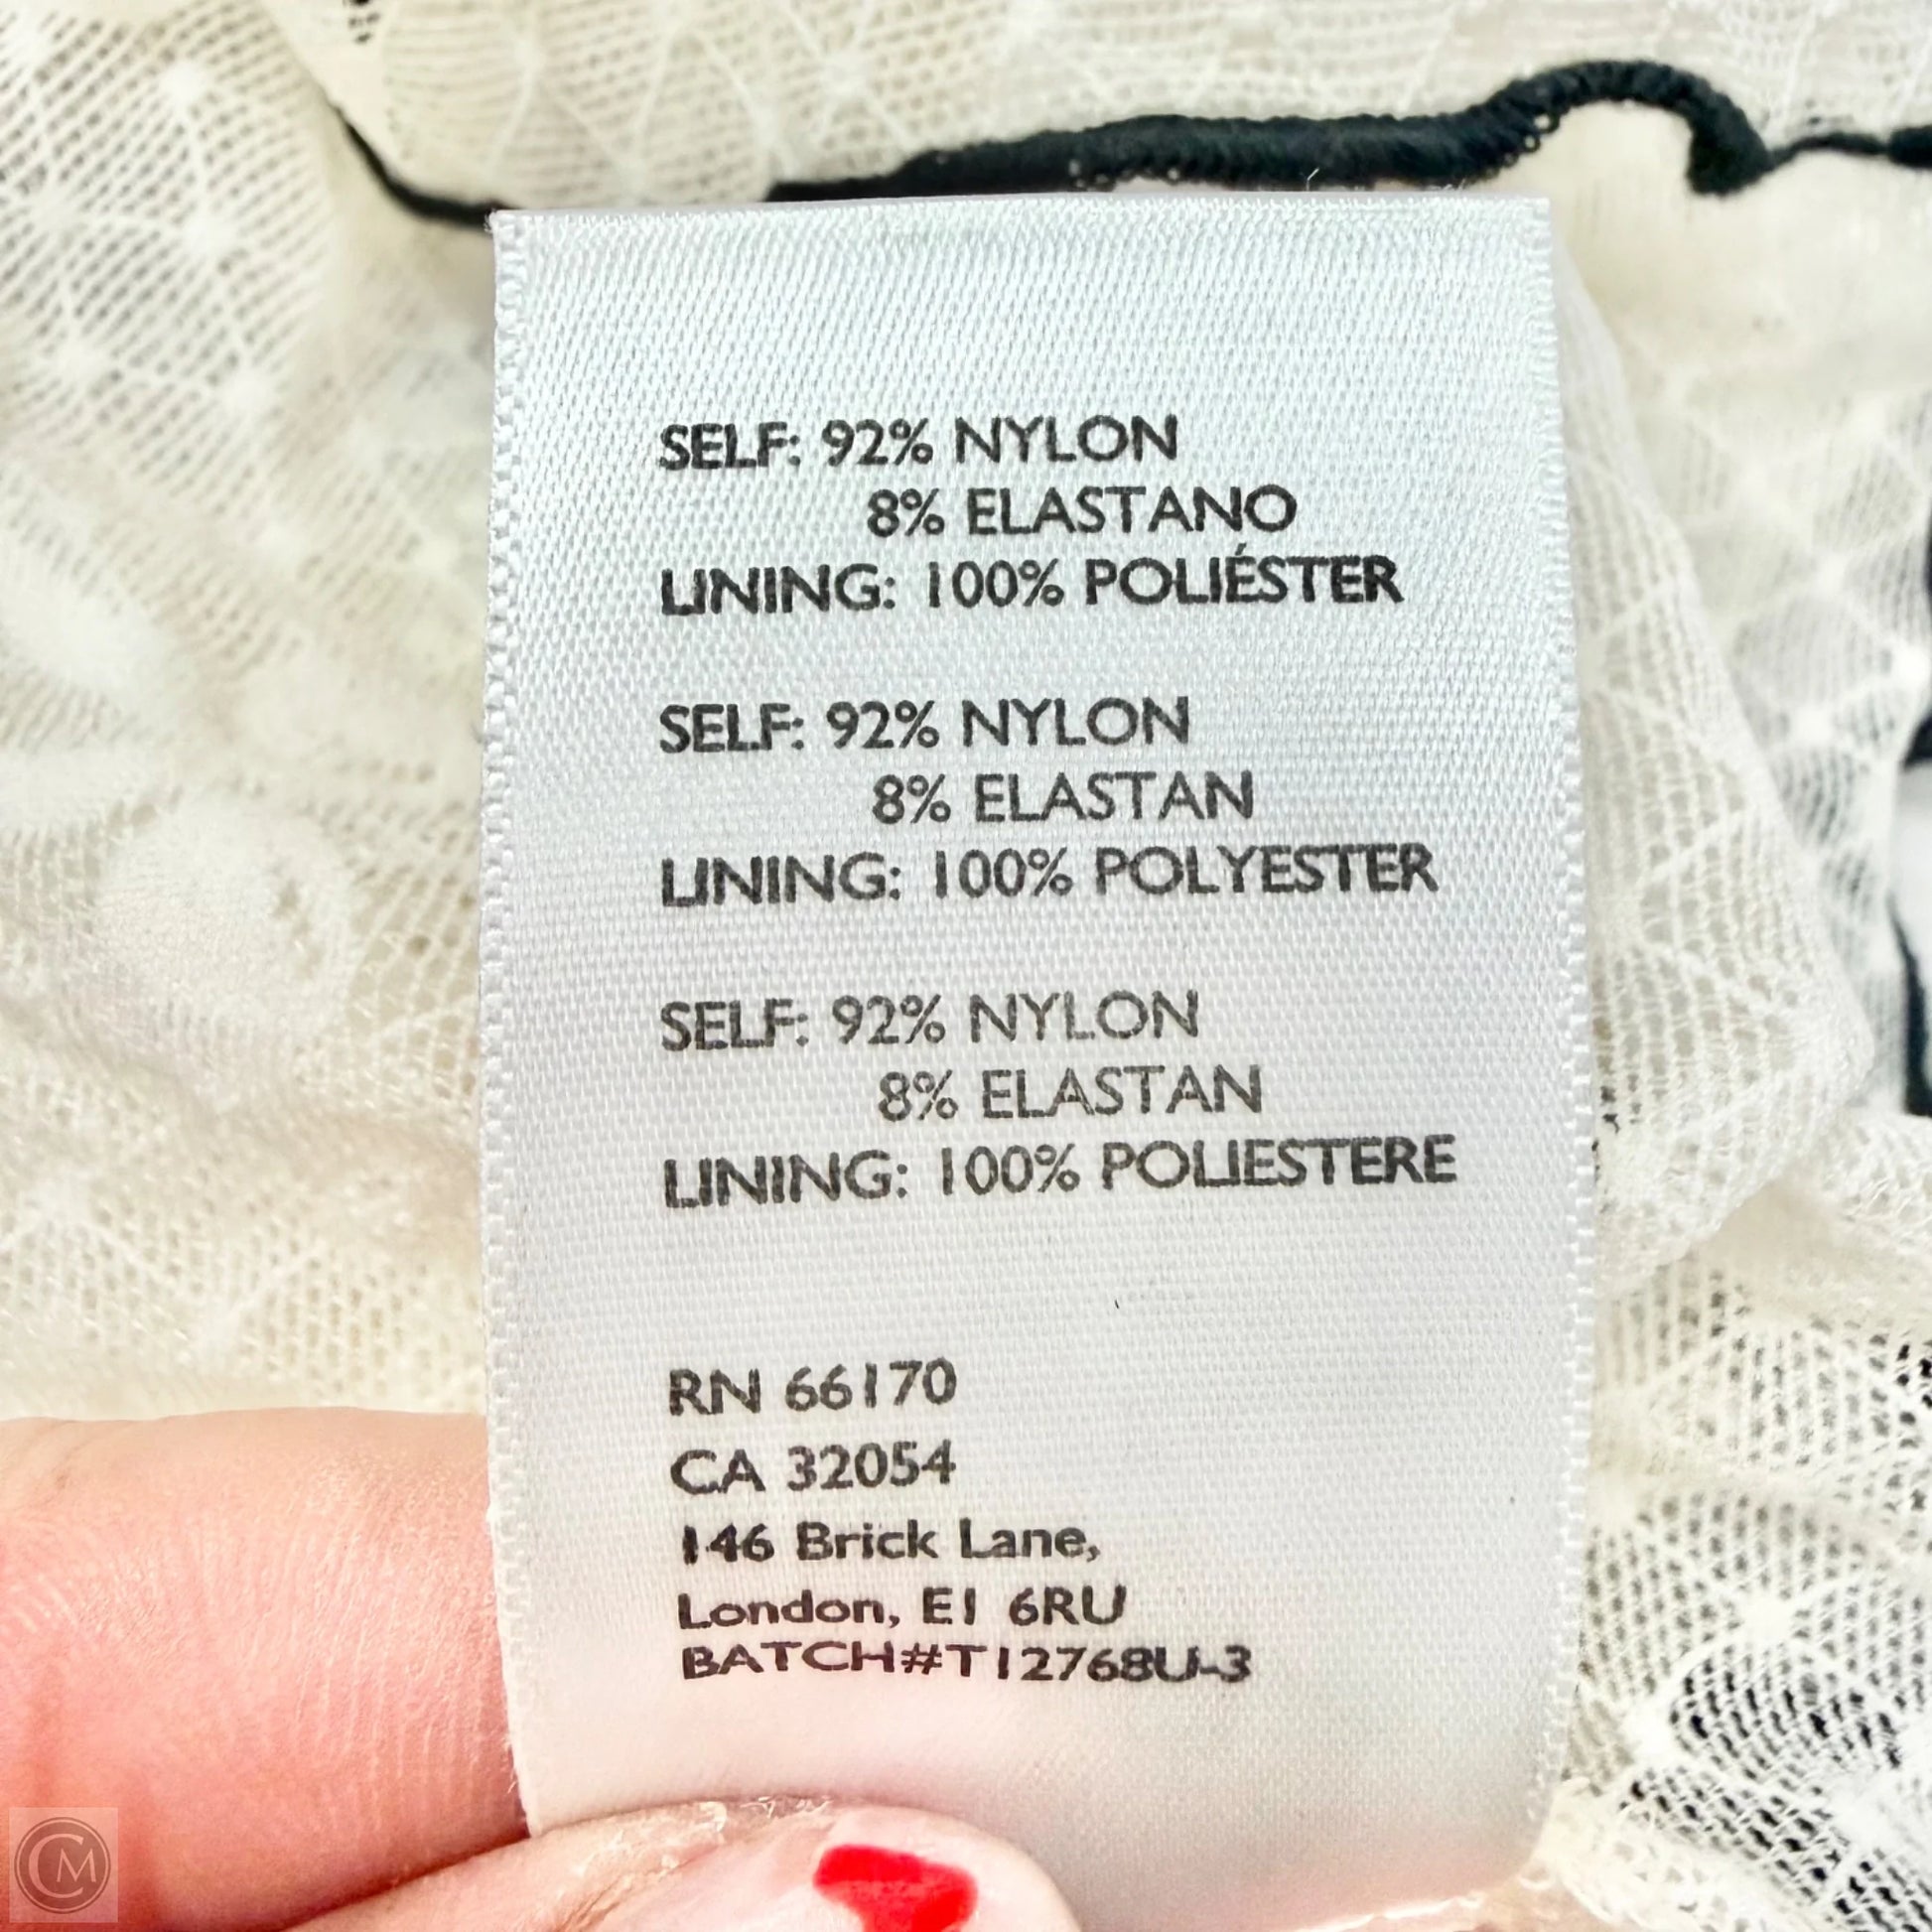 SELF: 92% NYLON
8% ELASTANO
LINING: 100% POLIÉSTER
SELF: 92% NYLON
8% ELASTAN
LINING: 100% POLYESTER
SELF: 92% NYLON
8% ELASTAN
LINING: 100% POLIESTERE
RN 66170
CA 32054
146 Brick Lane,
London, E1 6RU
BATCH#T12768U-3
CM